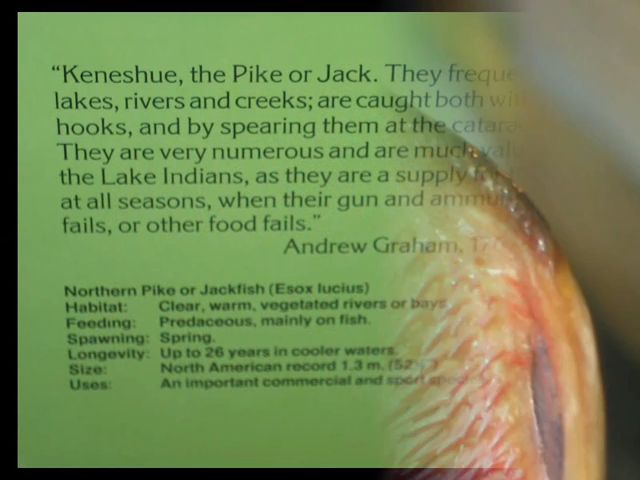 “Keneshue, the Pike or Jack. They
lakes, rivers and creeks; are caught both
hooks, and by spearing them at the
They are very numerous and are much
the Lake Indians, as they are a supply
at all seasons, when their gun and
fails, or other food fails.”
Andrew Graham,
Northern Pike or Jackfish (Esox lucius)
Habitat: Clear, warm, vegetated rivers or bays.
Feeding: Predaceous, mainly on fish.
Spawning: Spring.
Longevity: Up to 26 years in cooler waters.
Size: North American record 1.3 m. (52")
Uses: An important commercial and sport